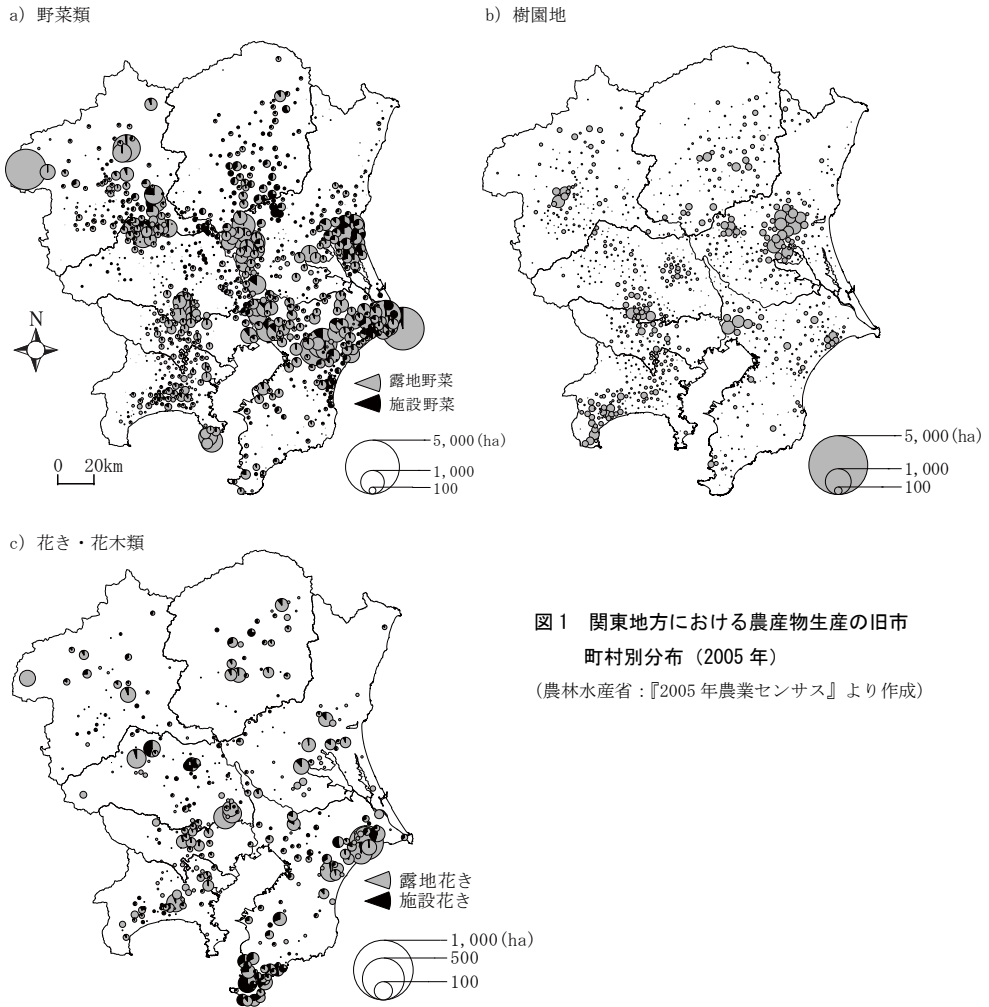 a) 野菜類
b) 樹園地
N
0 20km
露地野菜
施設野菜
5,000(ha)
1,000
100
5,000(ha)
1,000
100
c) 花き・花木類
露地花き
施設花き
1,000(ha)
500
100
図1 関東地方における農産物生産の旧市
町村別分布（2005年）
（農林水産省：『2005年農業センサス』より作成）